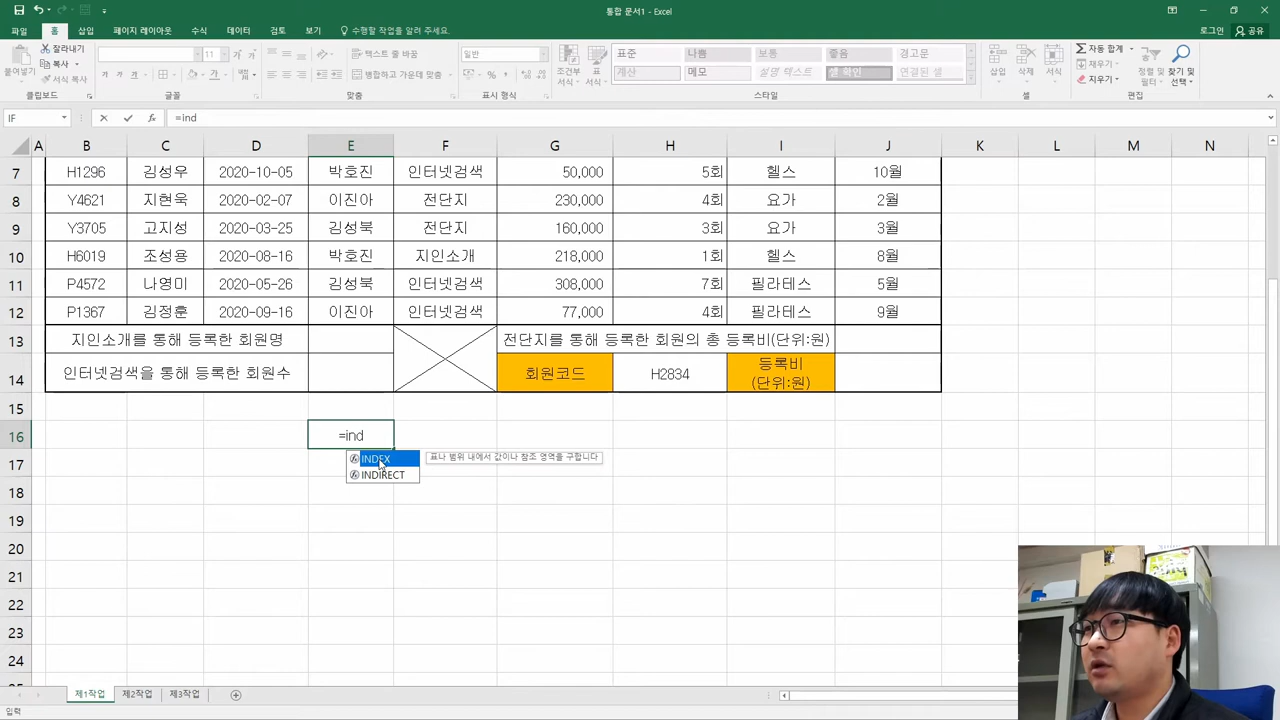 통합 문서1 - Excel
파일 홈 삽입 페이지 레이아웃 수식 데이터 검토 보기 수행할 작업을 알려 주세요. 로그인 공유
붙여넣기 잘라내기 복사 서식 복사
11 가 가 가 가 가
텍스트 줄 바꿈 병합하고 가운데 맞춤
일반 % ,
조건부 서식 표 서식
표준 나쁨 보통 좋음 경고문
계산 메모 설명 텍스트 셀 확인 연결된 셀
삽입 삭제 서식
자동 합계 채우기 지우기 정렬 및 필터 찾기 및 선택
클립보드 글꼴 맞춤 표시 형식 스타일 셀 편집
IF =ind
A B C D E F G H I J K L M N
7 H1296 김성우 2020-10-05 박호진 인터넷검색 50,000 5회 헬스 10월
8 Y4621 지현욱 2020-02-07 이진아 전단지 230,000 4회 요가 2월
9 Y3705 고지성 2020-03-25 김성북 전단지 160,000 3회 요가 3월
10 H6019 조성용 2020-08-16 박호진 지인소개 218,000 1회 헬스 8월
11 P4572 나영미 2020-05-26 김성북 인터넷검색 308,000 7회 필라테스 5월
12 P1367 김정훈 2020-09-16 이진아 인터넷검색 77,000 4회 필라테스 9월
13 지인소개를 통해 등록한 회원명 전단지를 통해 등록한 회원의 총 등록비(단위:원)
14 인터넷검색을 통해 등록한 회원수 회원코드 H2834 등록비
(단위:원)
15
16 =ind
17 INDEX 표나 범위 내에서 값이나 참조 영역을 구합니다
INDIRECT
18
19
20
21
22
23
24
제1작업 제2작업 제3작업
입력